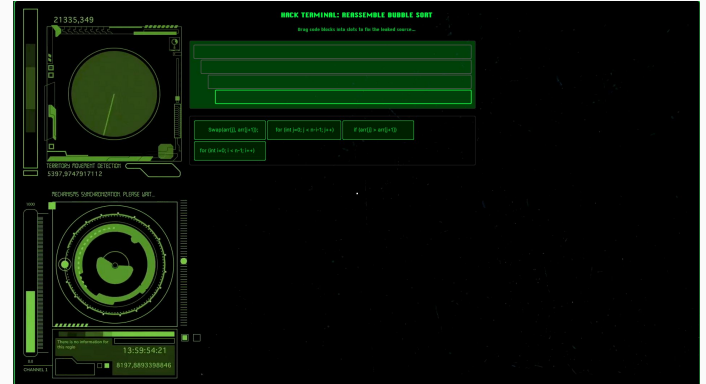 21335,349
HACK TERMINAL: REASSEMBLE BUBBLE SORT
Drag code blocks into slots to fix the leaked source...
Swap(arr[j], arr[j+1]);
for (int j=0; j < n-i-1; j++)
if (arr[j] > arr[j+1])
for (int i=0; i < n-1; i++)
TERRITORY MOVEMENT DETECTION
5397,9747917112
MECHANISMS SYNCHRONIZATION. PLEASE WAIT...
There is no information for
this regio
13:59:54:21
8197,8893398846
CHANNEL 1